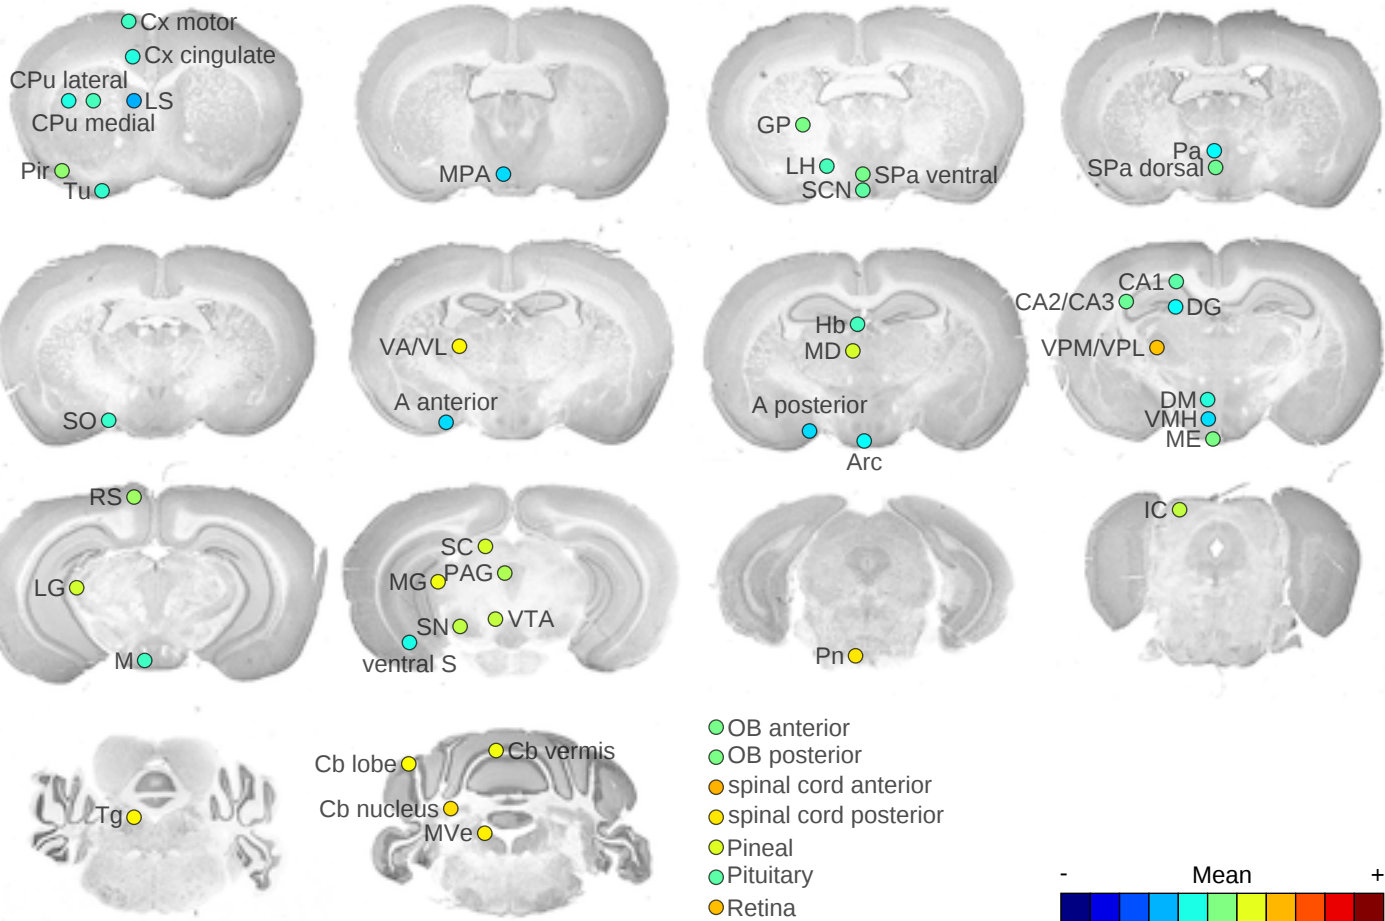 Cx motor
Cx cingulate
CPu lateral
LS
CPu medial
Pir
Tu
MPA
GP
LH
SPa ventral
SCN
Pa
SPa dorsal
SO
VA/VL
A anterior
Hb
MD
A posterior
Arc
CA1
CA2/CA3
DG
VPM/VPL
DM
VMH
ME
RS
LG
M
SC
MG
PAG
SN
VTA
ventral S
Pn
IC
Tg
Cb lobe
Cb vermis
Cb nucleus
MVe
OB anterior
OB posterior
spinal cord anterior
spinal cord posterior
Pineal
Pituitary
Retina
- Mean +